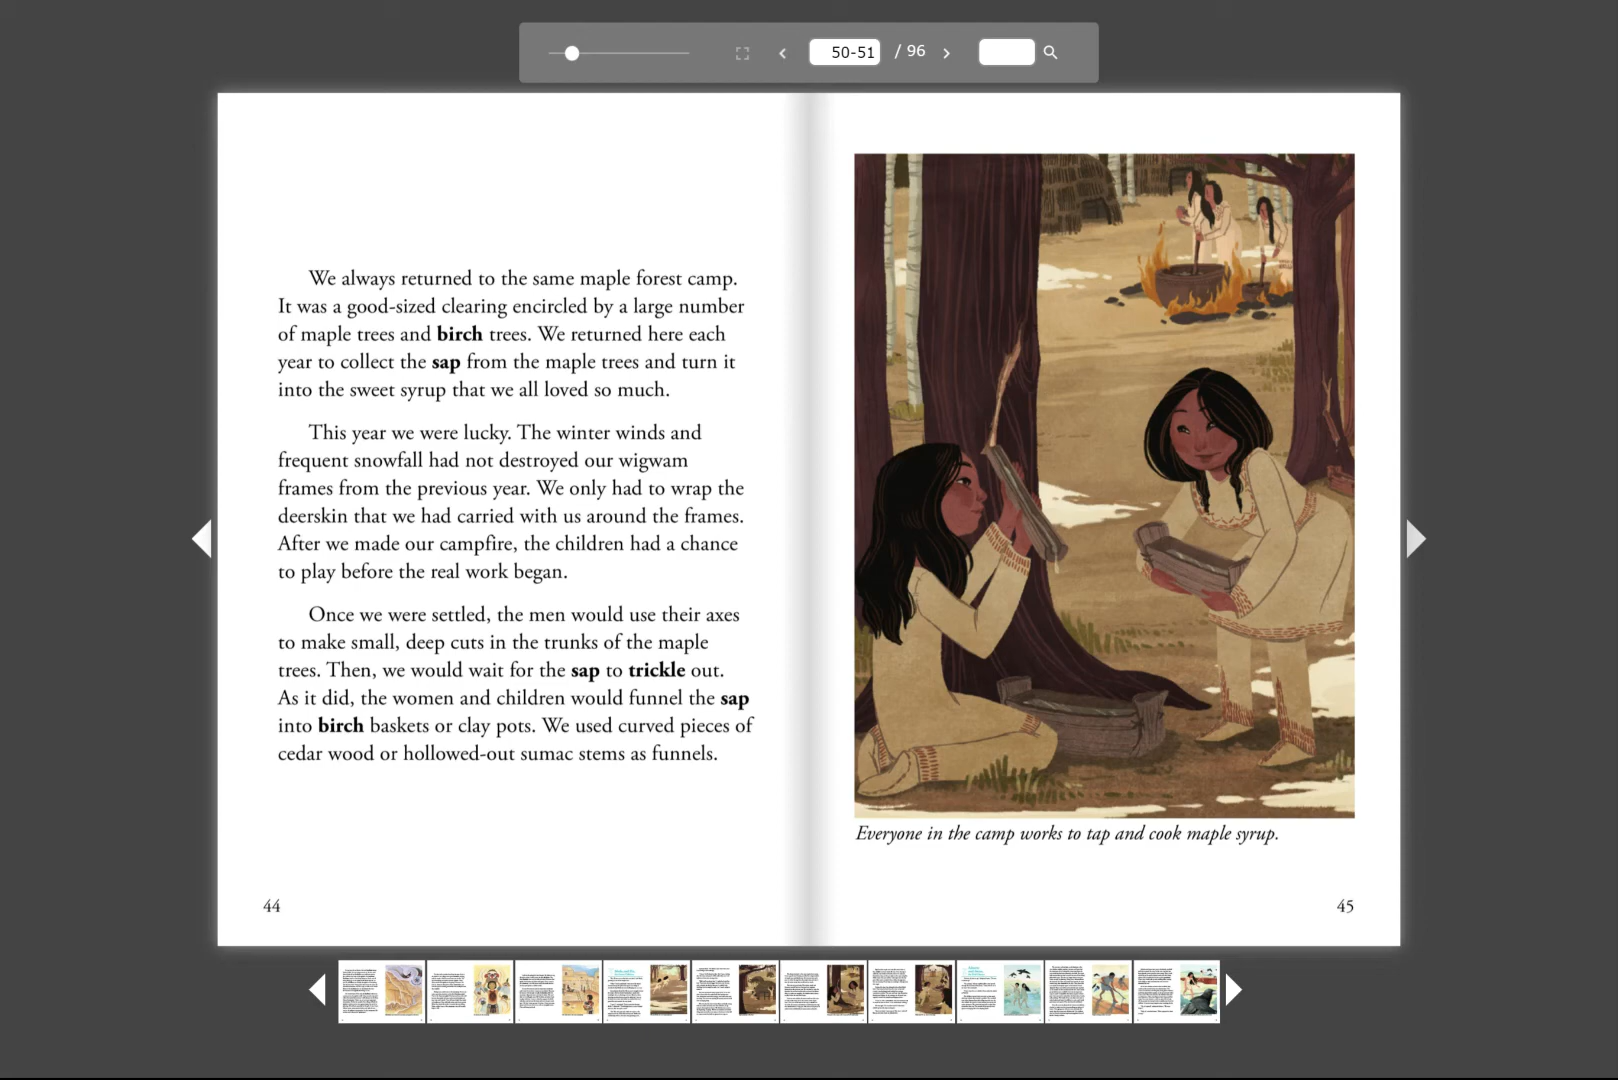 50-51 / 96
We always returned to the same maple forest camp.
It was a good-sized clearing encircled by a large number
of maple trees and birch trees. We returned here each
year to collect the sap from the maple trees and turn it
into the sweet syrup that we all loved so much.
This year we were lucky. The winter winds and
frequent snowfall had not destroyed our wigwam
frames from the previous year. We only had to wrap the
deerskin that we had carried with us around the frames.
After we made our campfire, the children had a chance
to play before the real work began.
Once we were settled, the men would use their axes
to make small, deep cuts in the trunks of the maple
trees. Then, we would wait for the sap to trickle out.
As it did, the women and children would funnel the sap
into birch baskets or clay pots. We used curved pieces of
cedar wood or hollowed-out sumac stems as funnels.
44
Everyone in the camp works to tap and cook maple syrup.
45